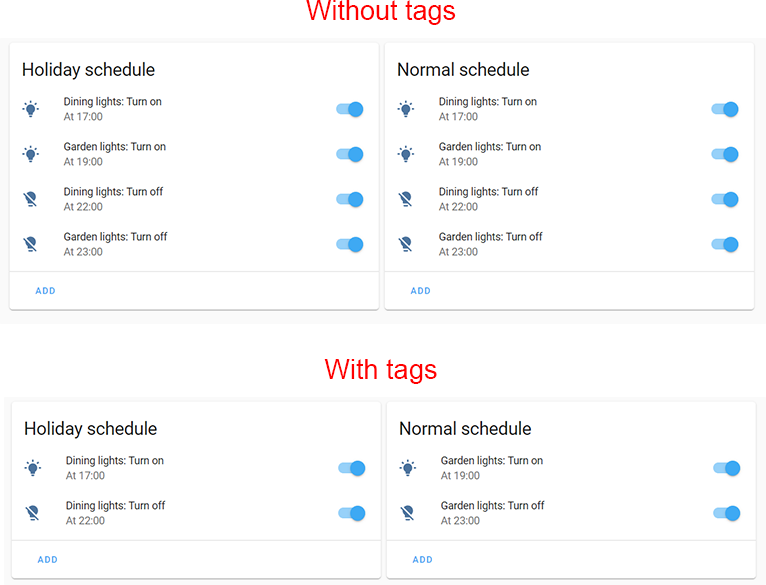 Without tags
Holiday schedule
Dining lights: Turn on
At 17:00
Garden lights: Turn on
At 19:00
Dining lights: Turn off
At 22:00
Garden lights: Turn off
At 23:00
ADD
Normal schedule
Dining lights: Turn on
At 17:00
Garden lights: Turn on
At 19:00
Dining lights: Turn off
At 22:00
Garden lights: Turn off
At 23:00
ADD
With tags
Holiday schedule
Dining lights: Turn on
At 17:00
Dining lights: Turn off
At 22:00
ADD
Normal schedule
Garden lights: Turn on
At 19:00
Garden lights: Turn off
At 23:00
ADD